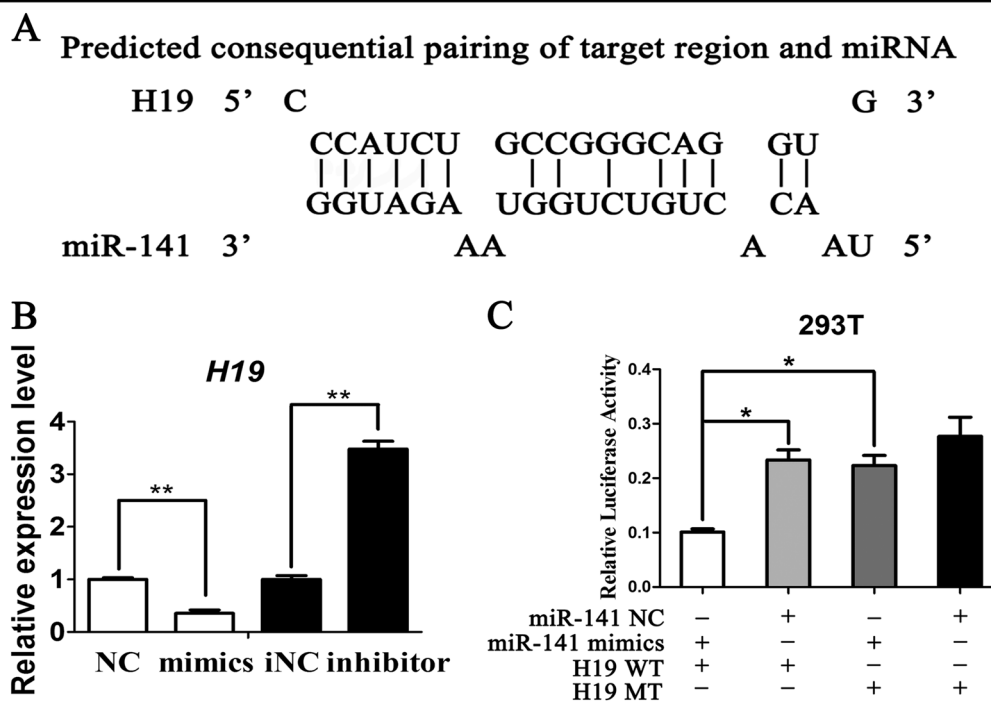 A
Predicted consequential pairing of target region and miRNA
H19 5’ C G 3’
CCAUCU GCCGGGCAG GU
GGUAGA UGGUCUGUC CA
miR-141 3’ AA A AU 5’
B
H19
Relative expression level
4
3
2
1
0
** **
NC mimics iNC inhibitor
C
293T
Relative Luciferase Activity
0.4
0.3
0.2
0.1
0.0
*
*
miR-141 NC – + – +
miR-141 mimics + – + –
H19 WT + + – –
H19 MT – – + +